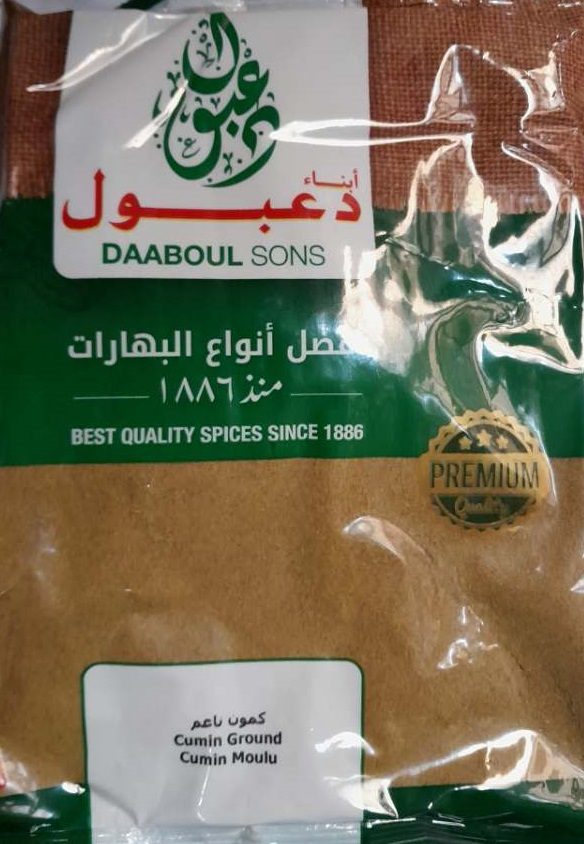 دعبول
أبناء
دعبول
DAABOUL SONS
أفضل أنواع البهارات
منذ ١٨٨٦
BEST QUALITY SPICES SINCE 1886
PREMIUM
Quality
كمون ناعم
Cumin Ground
Cumin Moulu